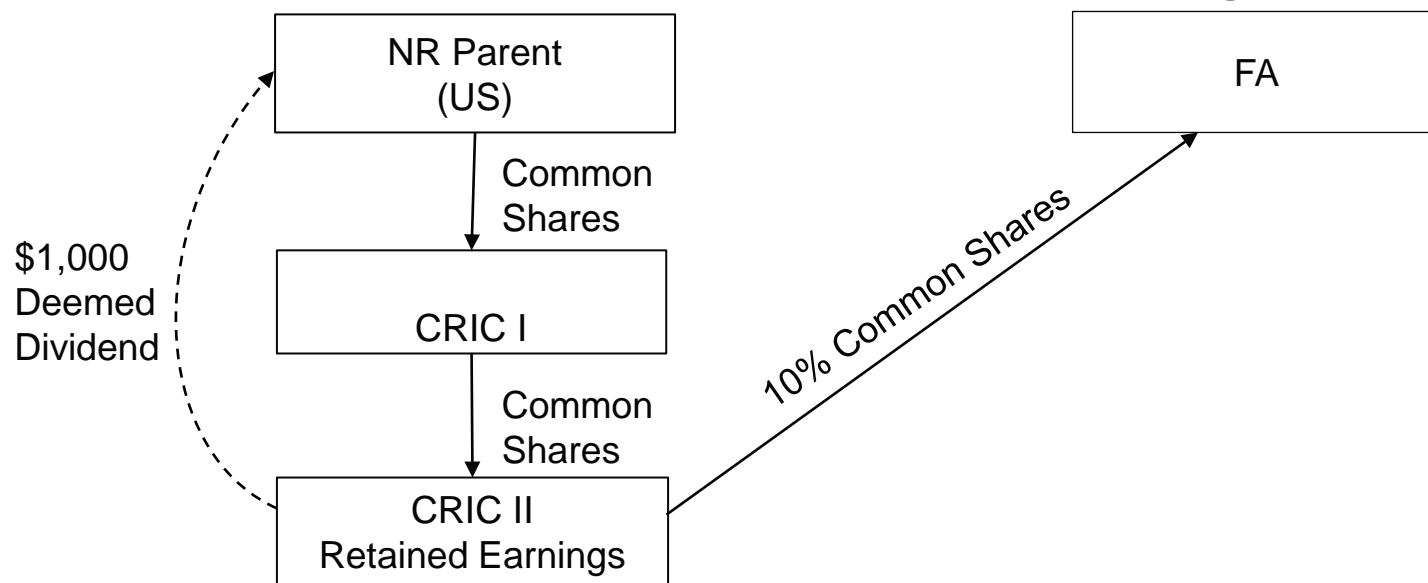 NR Parent
(US)
FA
Common
Shares
10% Common Shares
$1,000
Deemed
Dividend
CRIC I
Common
Shares
CRIC II
Retained Earnings